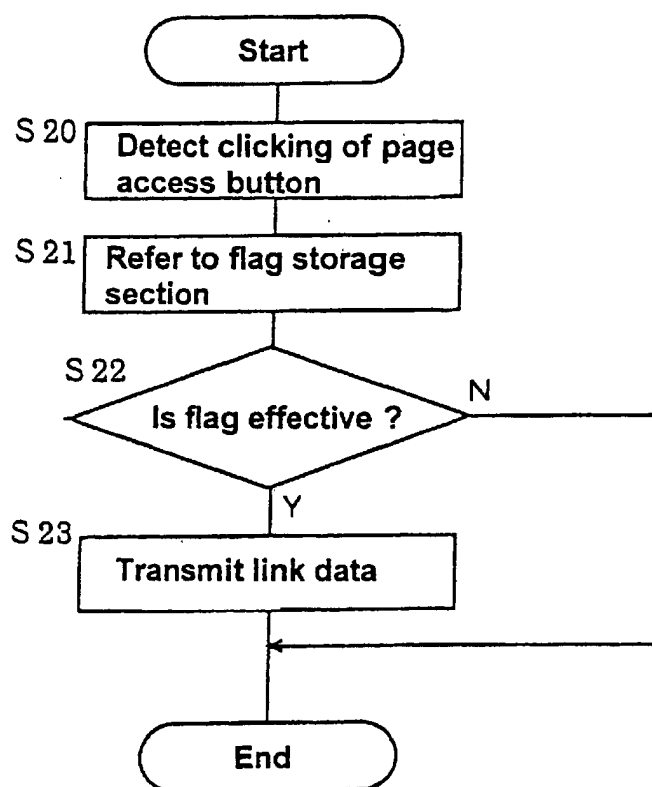 Start
S 20
Detect clicking of page
access button
S 21
Refer to flag storage
section
S 22
Is flag effective ?
N
Y
S 23
Transmit link data
End